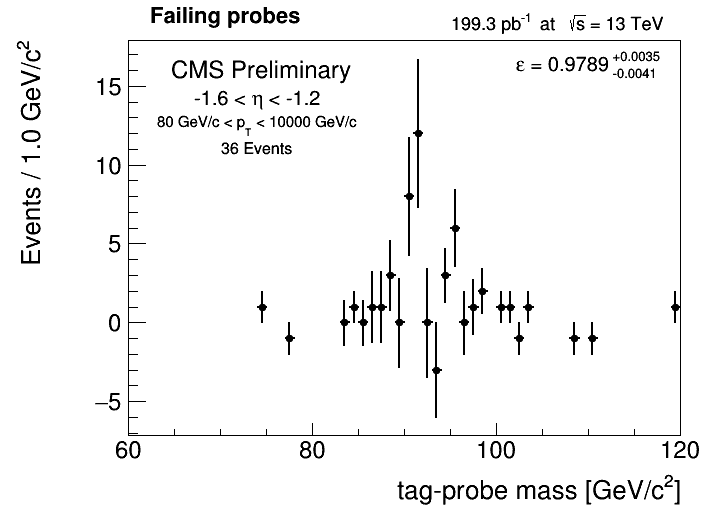 Failing probes
199.3 pb⁻¹ at √s = 13 TeV
CMS Preliminary
-1.6 < η < -1.2
80 GeV/c < p_T < 10000 GeV/c
36 Events
ε = 0.9789 +0.0035 -0.0041
Events / 1.0 GeV/c²
15
10
5
0
−5
60 80 100 120
tag-probe mass [GeV/c²]